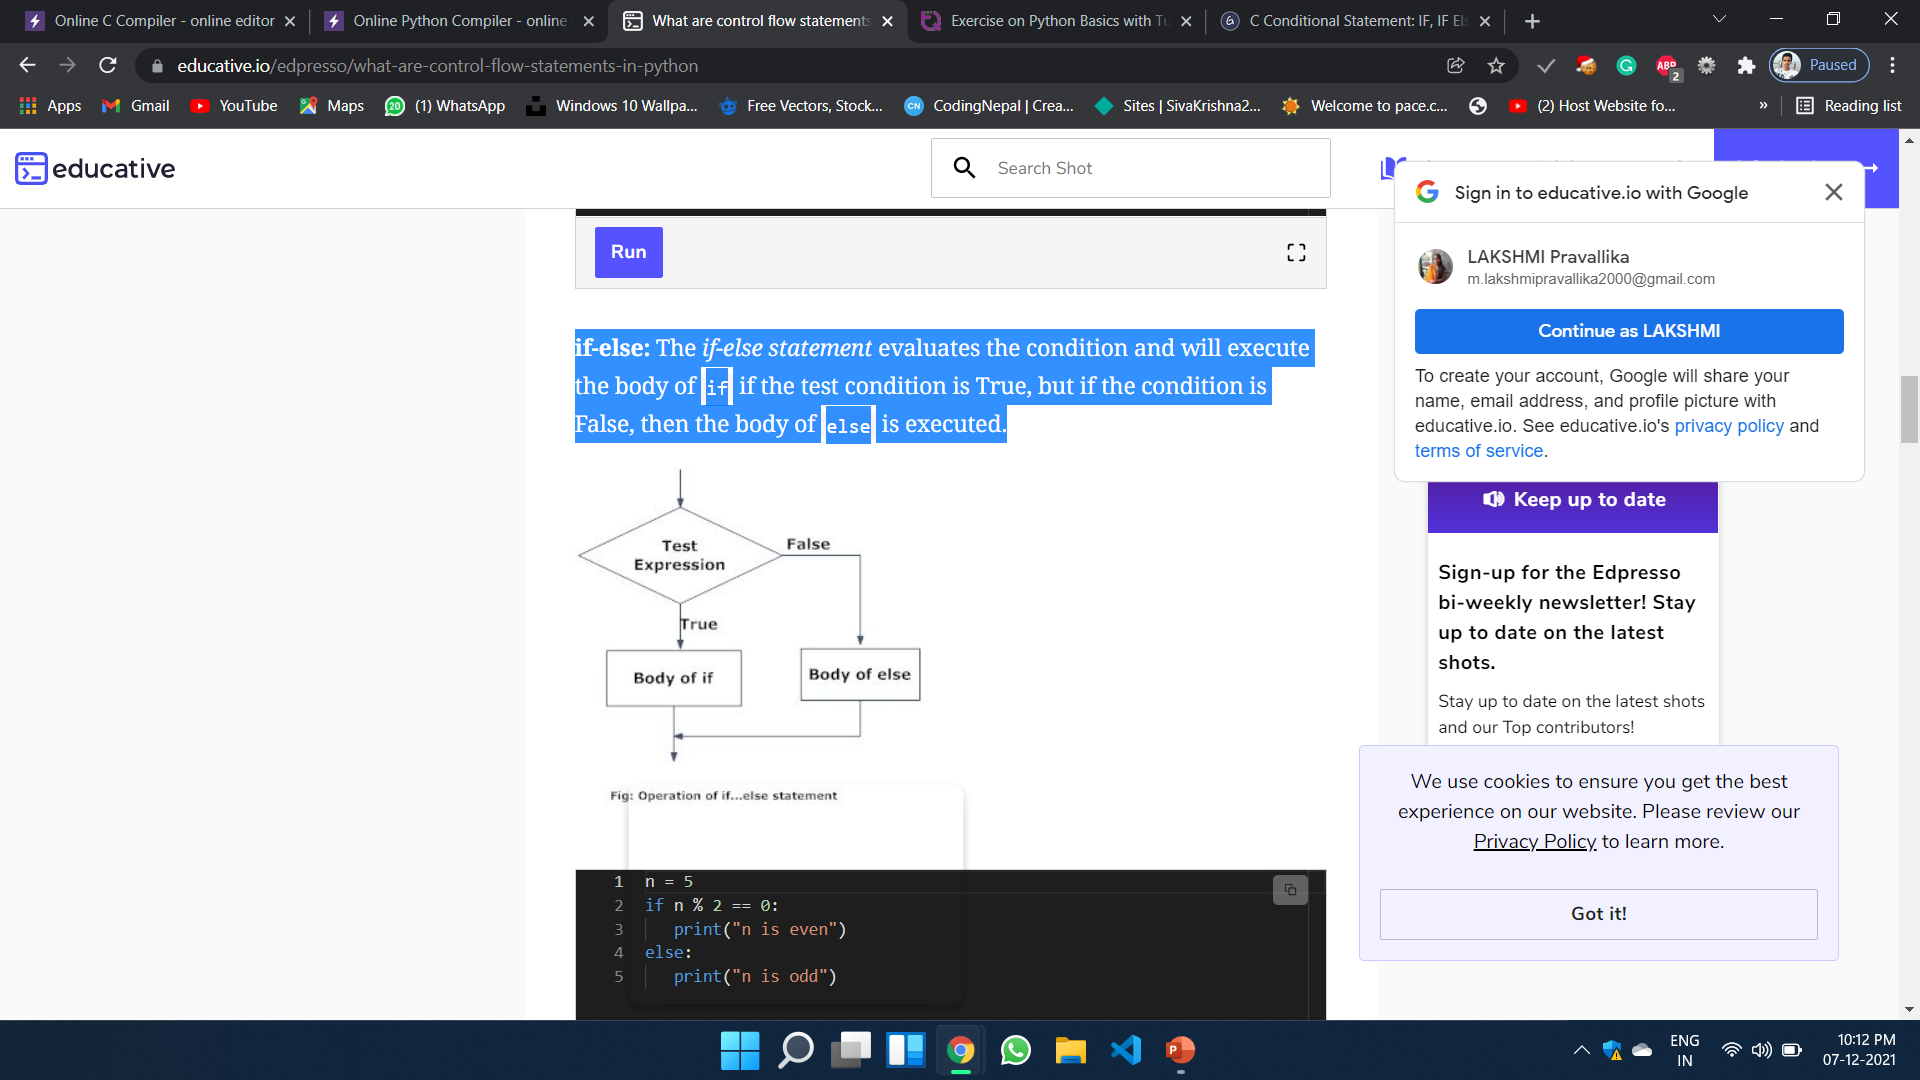 Online C Compiler - online editor
Online Python Compiler - online
What are control flow statements
Exercise on Python Basics with Tu
C Conditional Statement: IF, IF Els
educative.io/edpresso/what-are-control-flow-statements-in-python
ABP
2
Paused
Apps
Gmail
YouTube
Maps
20
(1) WhatsApp
Windows 10 Wallpa...
Free Vectors, Stock...
CN
CodingNepal | Crea...
Sites | SivaKrishna2...
Welcome to pace.c...
(2) Host Website fo...
»
Reading list
educative
Search Shot
Sign in to educative.io with Google
LAKSHMI Pravallika
m.lakshmipravallika2000@gmail.com
Continue as LAKSHMI
To create your account, Google will share your
name, email address, and profile picture with
educative.io. See educative.io's privacy policy and
terms of service.
Run
if-else: The if-else statement evaluates the condition and will execute
the body of if if the test condition is True, but if the condition is
False, then the body of else is executed.
Test
Expression
False
True
Body of if
Body of else
Fig: Operation of if...else statement
1 n = 5
2 if n % 2 == 0:
3 print("n is even")
4 else:
5 print("n is odd")
Keep up to date
Sign-up for the Edpresso
bi-weekly newsletter! Stay
up to date on the latest
shots.
Stay up to date on the latest shots
and our Top contributors!
We use cookies to ensure you get the best
experience on our website. Please review our
Privacy Policy to learn more.
Got it!
P
ENG
IN
10:12 PM
07-12-2021